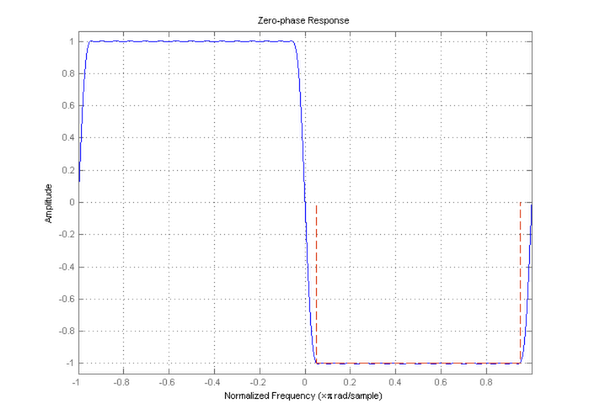 Zero-phase Response
1
0.8
0.6
0.4
0.2
0
-0.2
-0.4
-0.6
-0.8
-1
Amplitude
-1 -0.8 -0.6 -0.4 -0.2 0 0.2 0.4 0.6 0.8
Normalized Frequency (×π rad/sample)